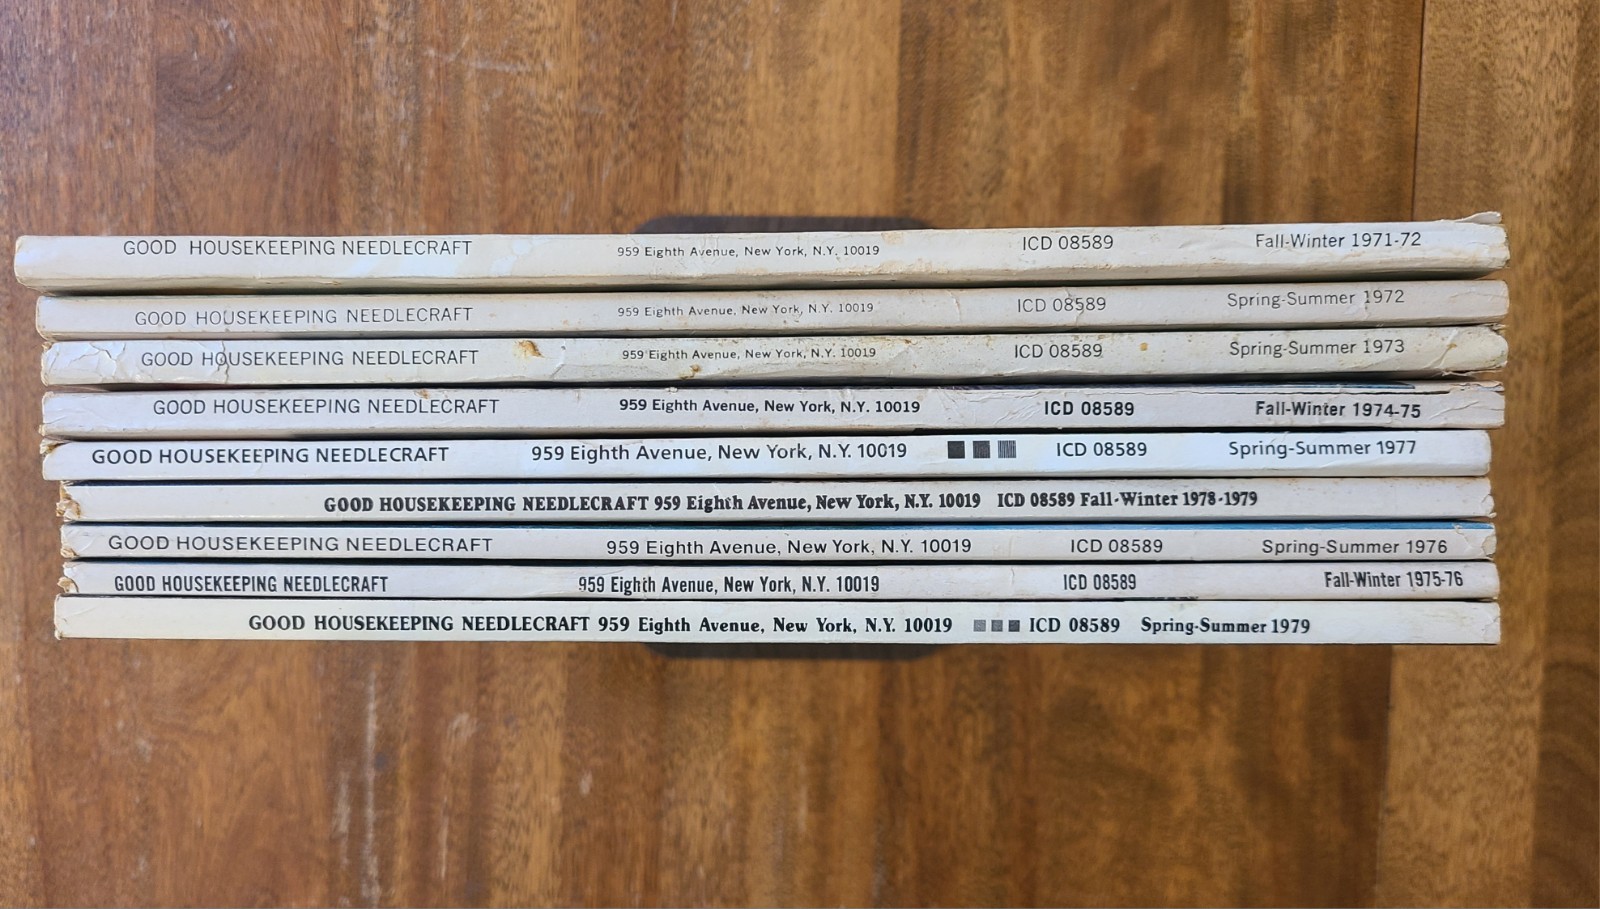 GOOD HOUSEKEEPING NEEDLECRAFT 959 Eighth Avenue, New York, N.Y. 10019 ICD 08589 Fall-Winter 1971-72
GOOD HOUSEKEEPING NEEDLECRAFT 959 Eighth Avenue, New York, N.Y. 10019 ICD 08589 Spring-Summer 1972
GOOD HOUSEKEEPING NEEDLECRAFT 959 Eighth Avenue, New York, N.Y. 10019 ICD 08589 Spring-Summer 1973
GOOD HOUSEKEEPING NEEDLECRAFT 959 Eighth Avenue, New York, N.Y. 10019 ICD 08589 Fall-Winter 1974-75
GOOD HOUSEKEEPING NEEDLECRAFT 959 Eighth Avenue, New York, N.Y. 10019 ICD 08589 Spring-Summer 1977
GOOD HOUSEKEEPING NEEDLECRAFT 959 Eighth Avenue, New York, N.Y. 10019 ICD 08589 Fall-Winter 1978-1979
GOOD HOUSEKEEPING NEEDLECRAFT 959 Eighth Avenue, New York, N.Y. 10019 ICD 08589 Spring-Summer 1976
GOOD HOUSEKEEPING NEEDLECRAFT 959 Eighth Avenue, New York, N.Y. 10019 ICD 08589 Fall-Winter 1975-76
GOOD HOUSEKEEPING NEEDLECRAFT 959 Eighth Avenue, New York, N.Y. 10019 ICD 08589 Spring-Summer 1979